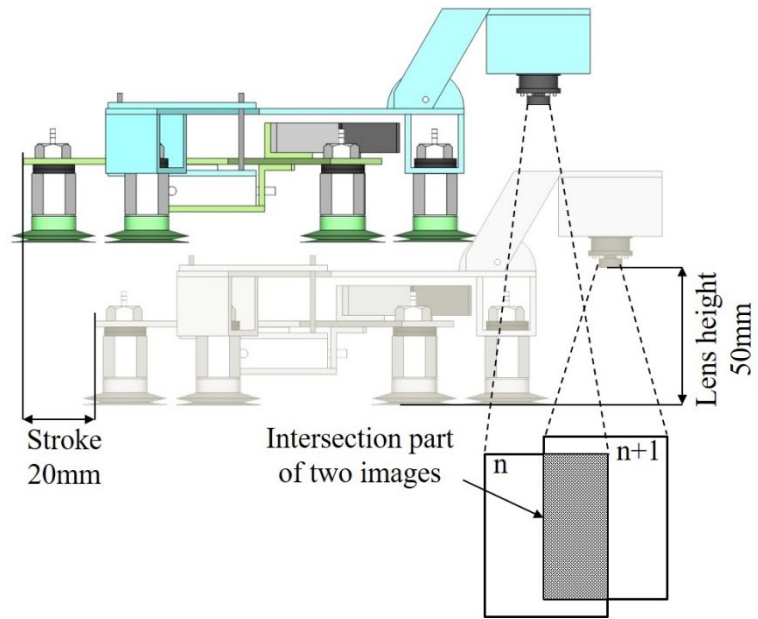 Lens height
50mm
Stroke
20mm
Intersection part
of two images
n
n+1